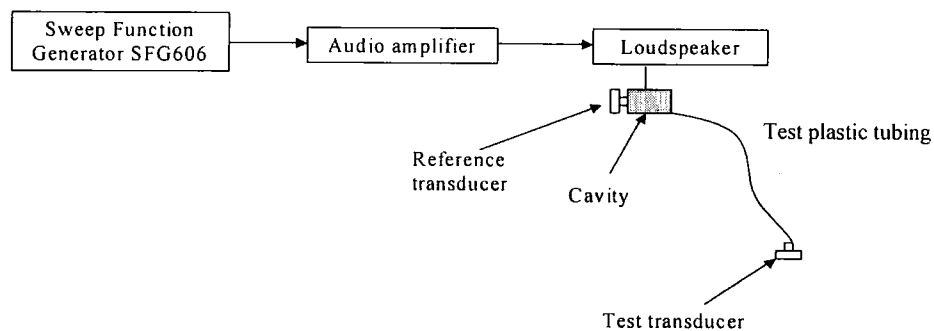 Sweep Function
Generator SFG606
Audio amplifier
Loudspeaker
Test plastic tubing
Reference
transducer
Cavity
Test transducer